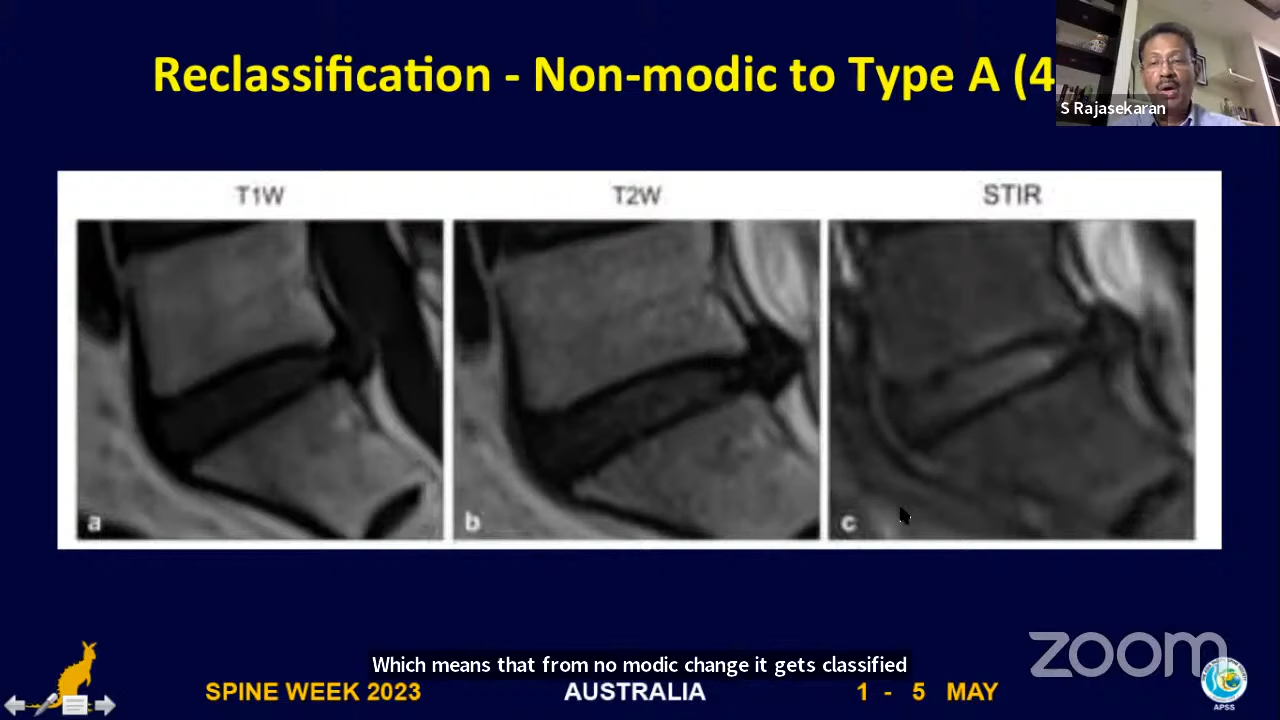 Reclassification - Non-modic to Type A (4
S Rajasekaran
T1W
T2W
STIR
a
b
c
zoom
Which means that from no modic change it gets classified
SPINE WEEK 2023
AUSTRALIA
1 - 5 MAY
APSS